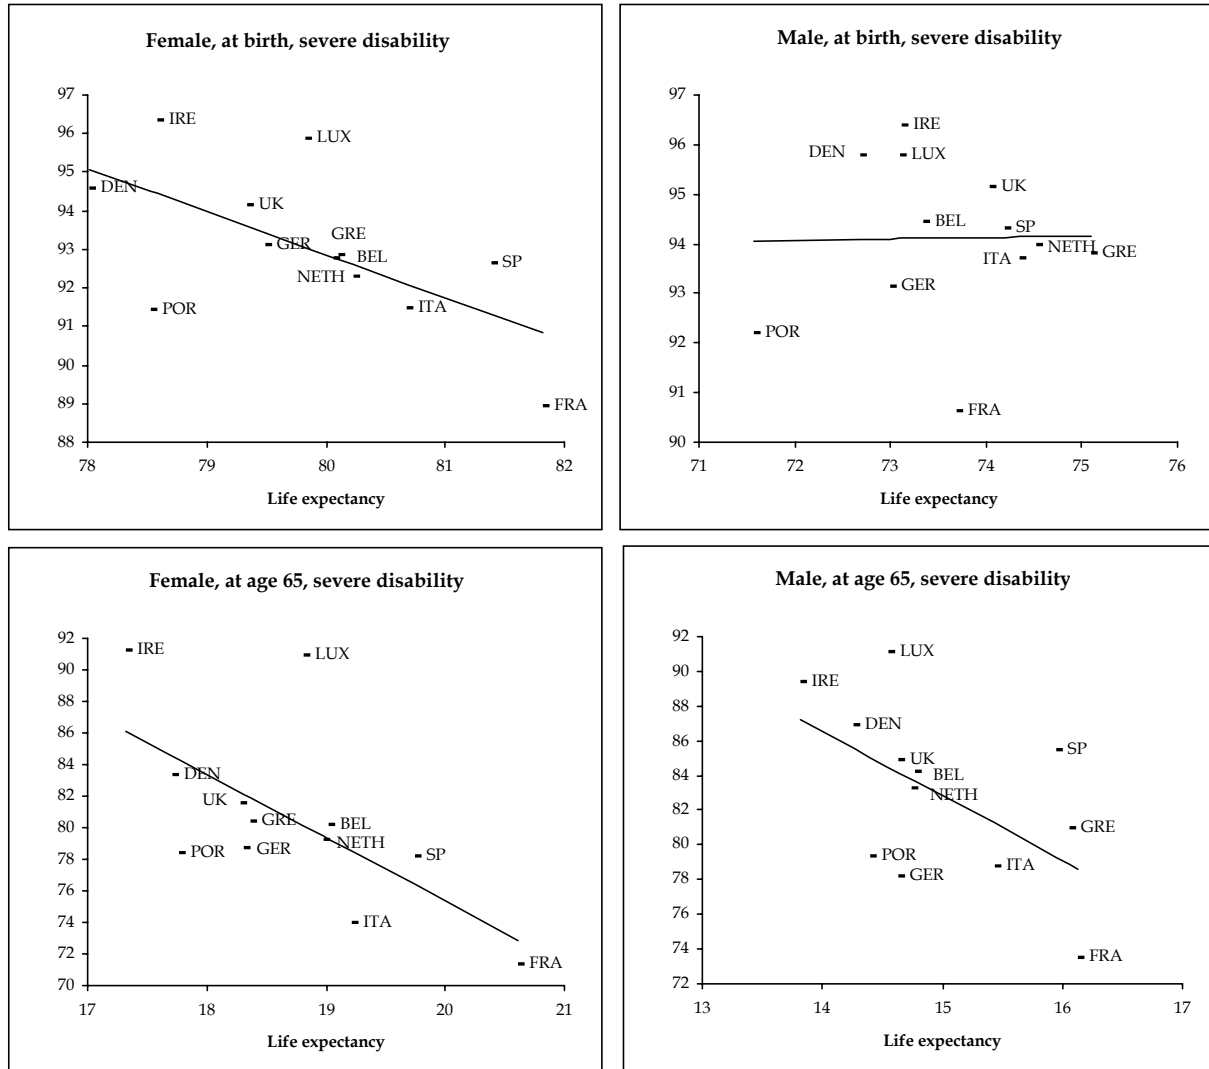 Female, at birth, severe disability
97
96
95
94
93
92
91
90
89
88
IRE
LUX
DEN
UK
GER
GRE
BEL
NETH
SP
POR
ITA
FRA
78 79 80 81 82
Life expectancy
Male, at birth, severe disability
97
96
95
94
93
92
91
90
IRE
DEN
LUX
UK
BEL
SP
NETH
GRE
ITA
GER
POR
FRA
71 72 73 74 75 76
Life expectancy
Female, at age 65, severe disability
92
90
88
86
84
82
80
78
76
74
72
70
IRE
LUX
DEN
UK
GRE
BEL
NETH
GER
POR
SP
ITA
FRA
17 18 19 20 21
Life expectancy
Male, at age 65, severe disability
92
90
88
86
84
82
80
78
76
74
72
LUX
IRE
DEN
SP
UK
BEL
NETH
GRE
POR
ITA
GER
FRA
13 14 15 16 17
Life expectancy